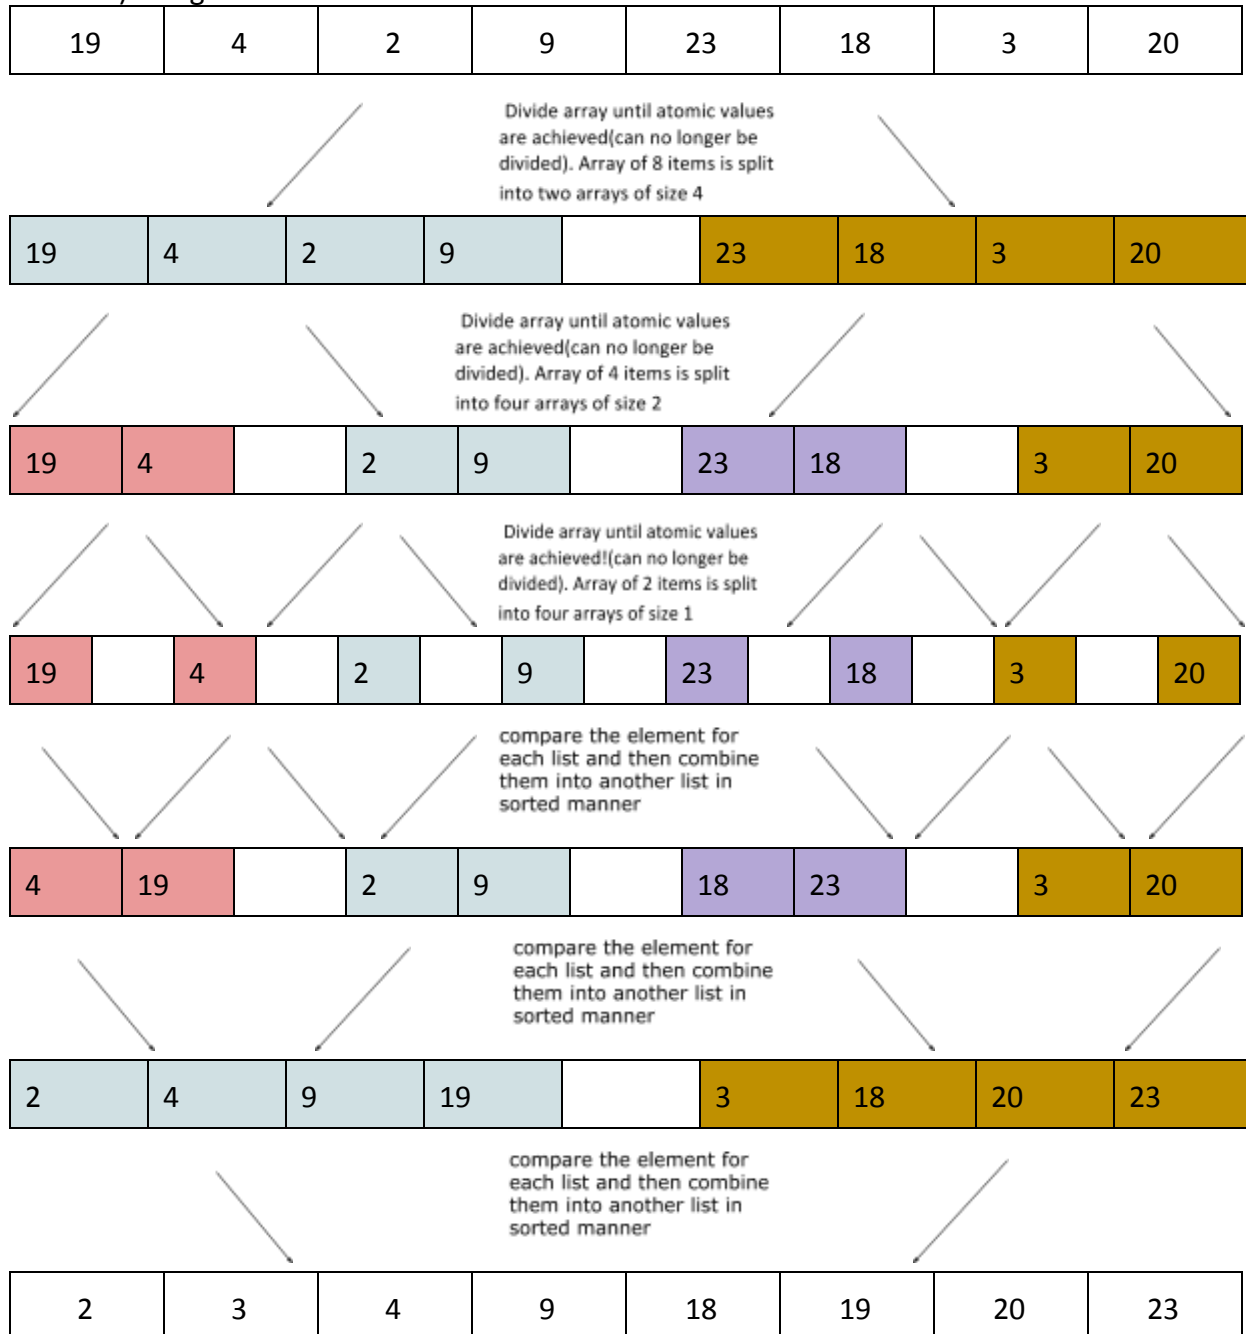 19 4 2 9 23 18 3 20
Divide array until atomic values
are achieved(can no longer be
divided). Array of 8 items is split
into two arrays of size 4
19 4 2 9 23 18 3 20
Divide array until atomic values
are achieved(can no longer be
divided). Array of 4 items is split
into four arrays of size 2
19 4 2 9 23 18 3 20
Divide array until atomic values
are achieved!(can no longer be
divided). Array of 2 items is split
into four arrays of size 1
19 4 2 9 23 18 3 20
compare the element for
each list and then combine
them into another list in
sorted manner
4 19 2 9 18 23 3 20
compare the element for
each list and then combine
them into another list in
sorted manner
2 4 9 19 3 18 20 23
compare the element for
each list and then combine
them into another list in
sorted manner
2 3 4 9 18 19 20 23